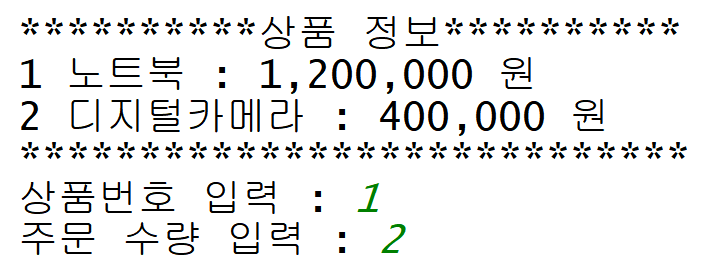 **********상품 정보**********
1 노트북 : 1,200,000 원
2 디지털카메라 : 400,000 원
****************************
상품번호 입력 : 1
주문 수량 입력 : 2